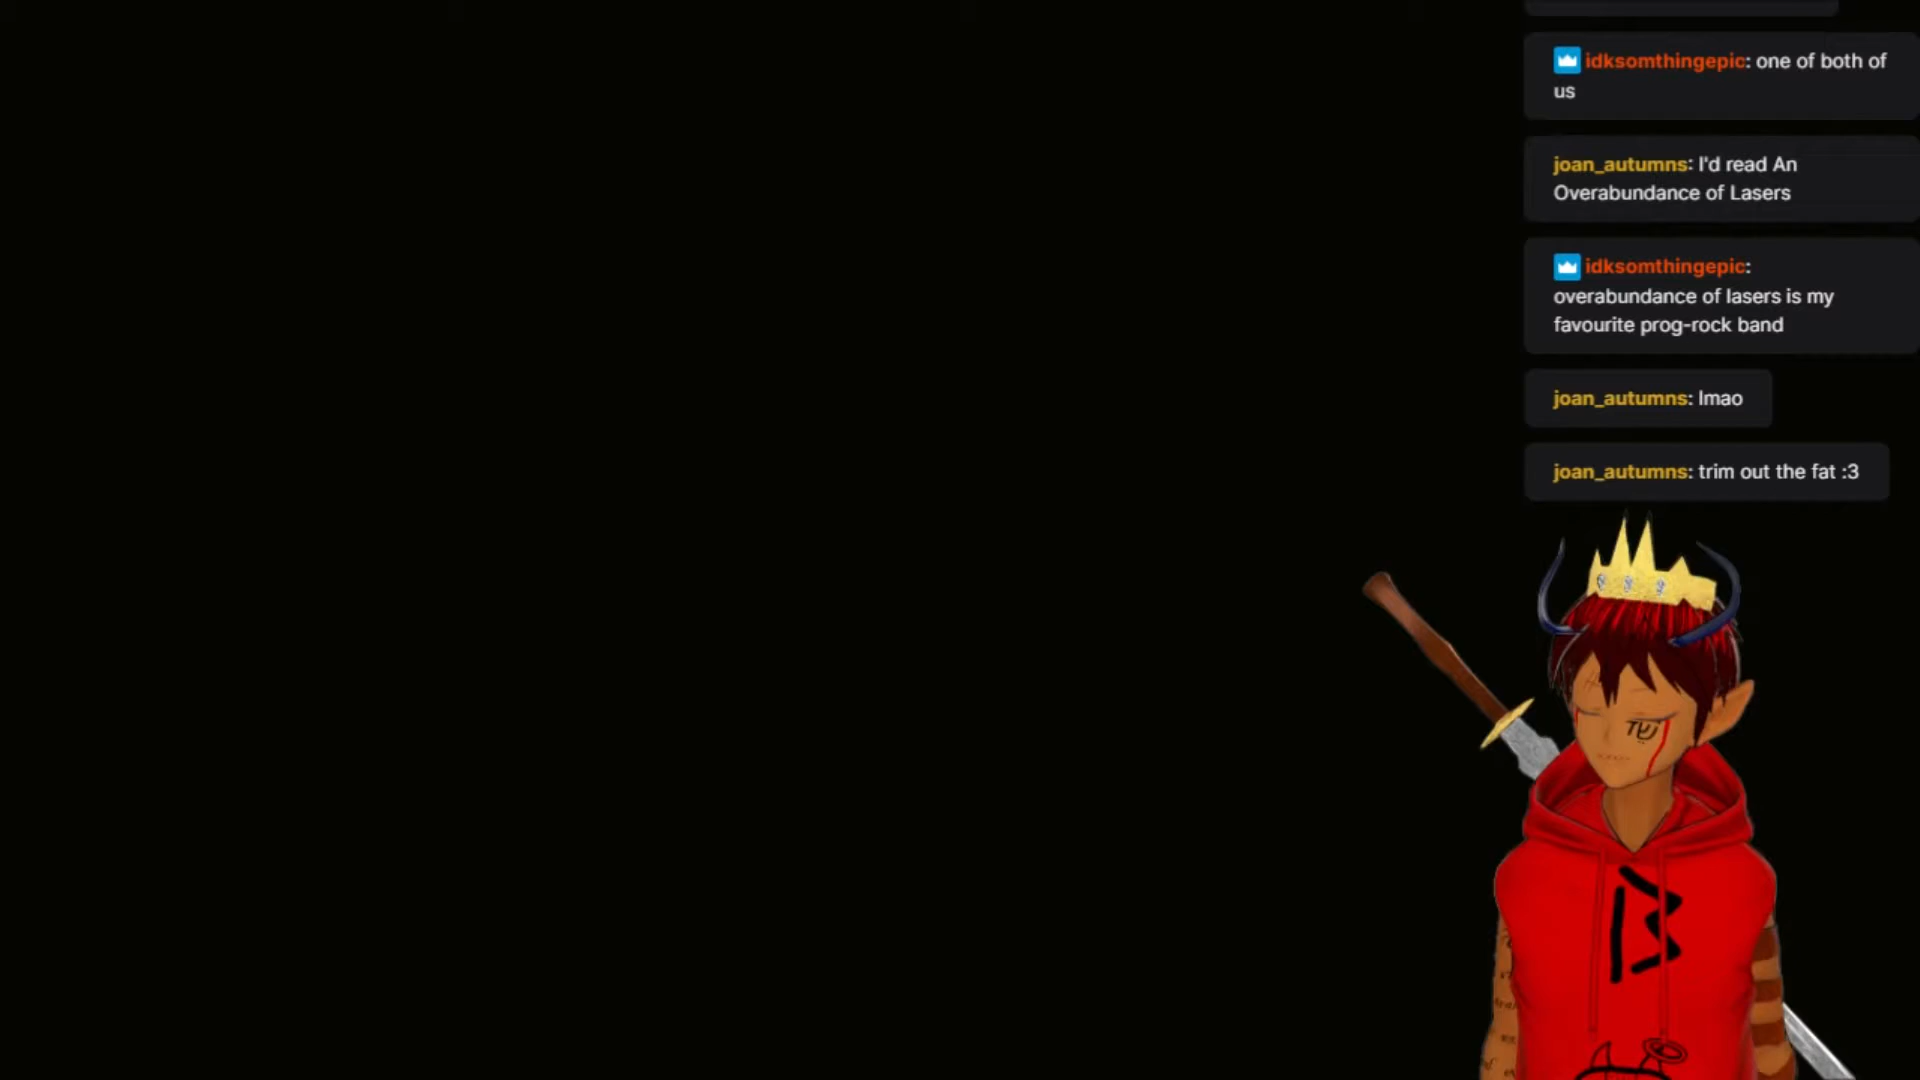 idksomthingepic: one of both of
us
joan_autumns: I'd read An
Overabundance of Lasers
idksomthingepic:
overabundance of lasers is my
favourite prog-rock band
joan_autumns: lmao
joan_autumns: trim out the fat :3